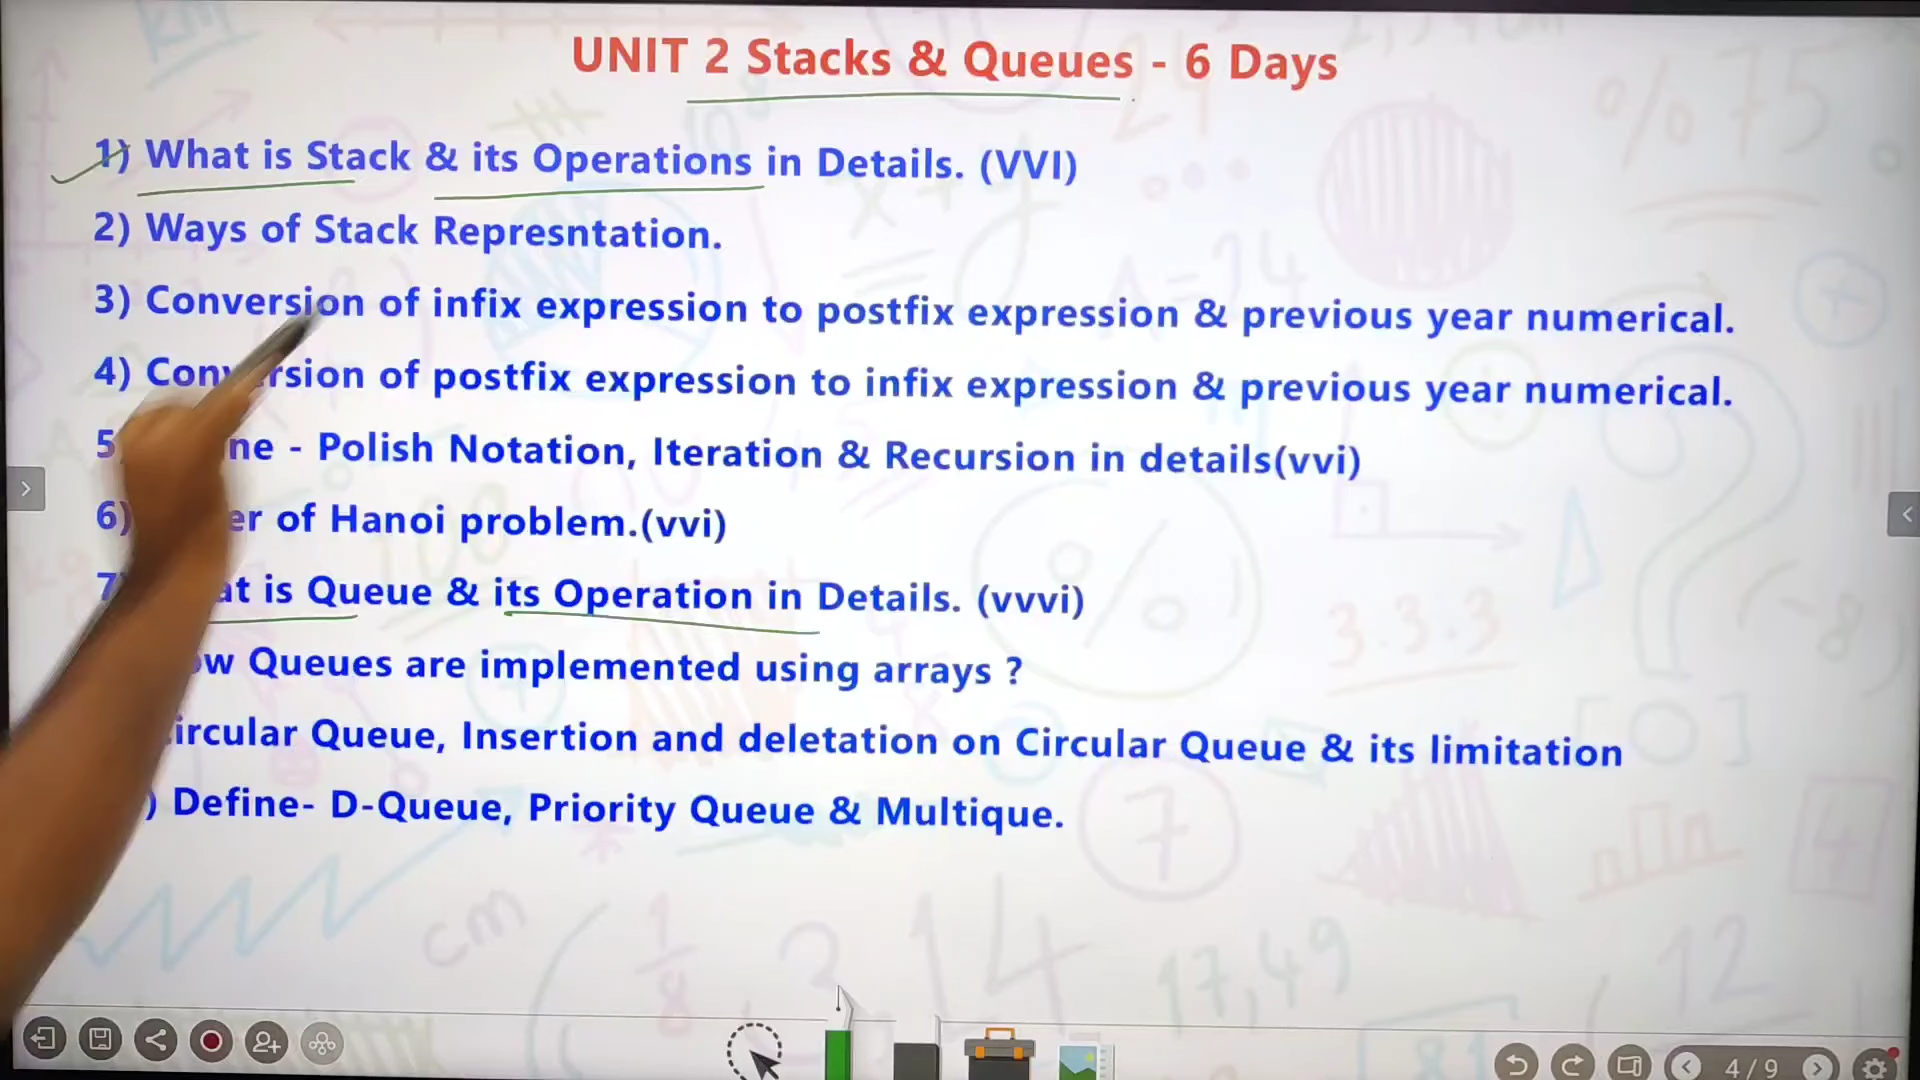 UNIT 2 Stacks & Queues - 6 Days
1) What is Stack & its Operations in Details. (VVI)
2) Ways of Stack Represntation.
3) Conversion of infix expression to postfix expression & previous year numerical.
4) Conversion of postfix expression to infix expression & previous year numerical.
5) ne - Polish Notation, Iteration & Recursion in details(vvi)
6) er of Hanoi problem.(vvi)
7) at is Queue & its Operation in Details. (vvvi)
ow Queues are implemented using arrays ?
ircular Queue, Insertion and deletation on Circular Queue & its limitation
) Define- D-Queue, Priority Queue & Multique.
4 / 9